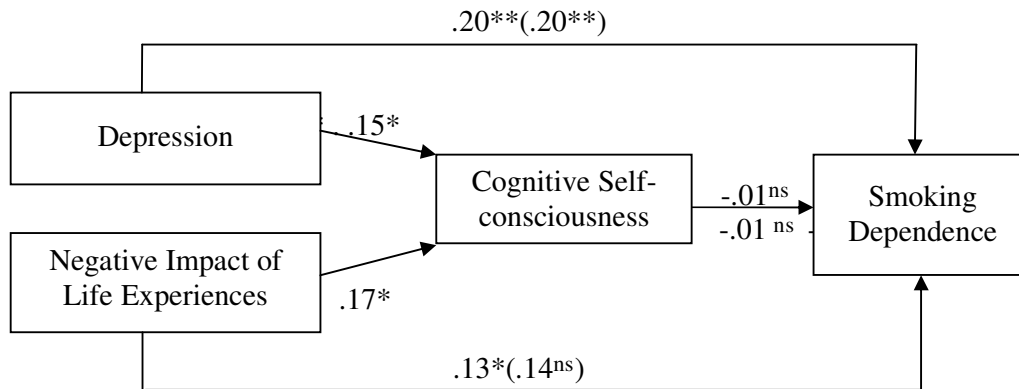 .20**(.20**)
Depression
* . .15*
Cognitive Self-
consciousness
-.01ns
-.01 ns
Smoking
Dependence
Negative Impact of
Life Experiences
.17*
.13*(.14ns)